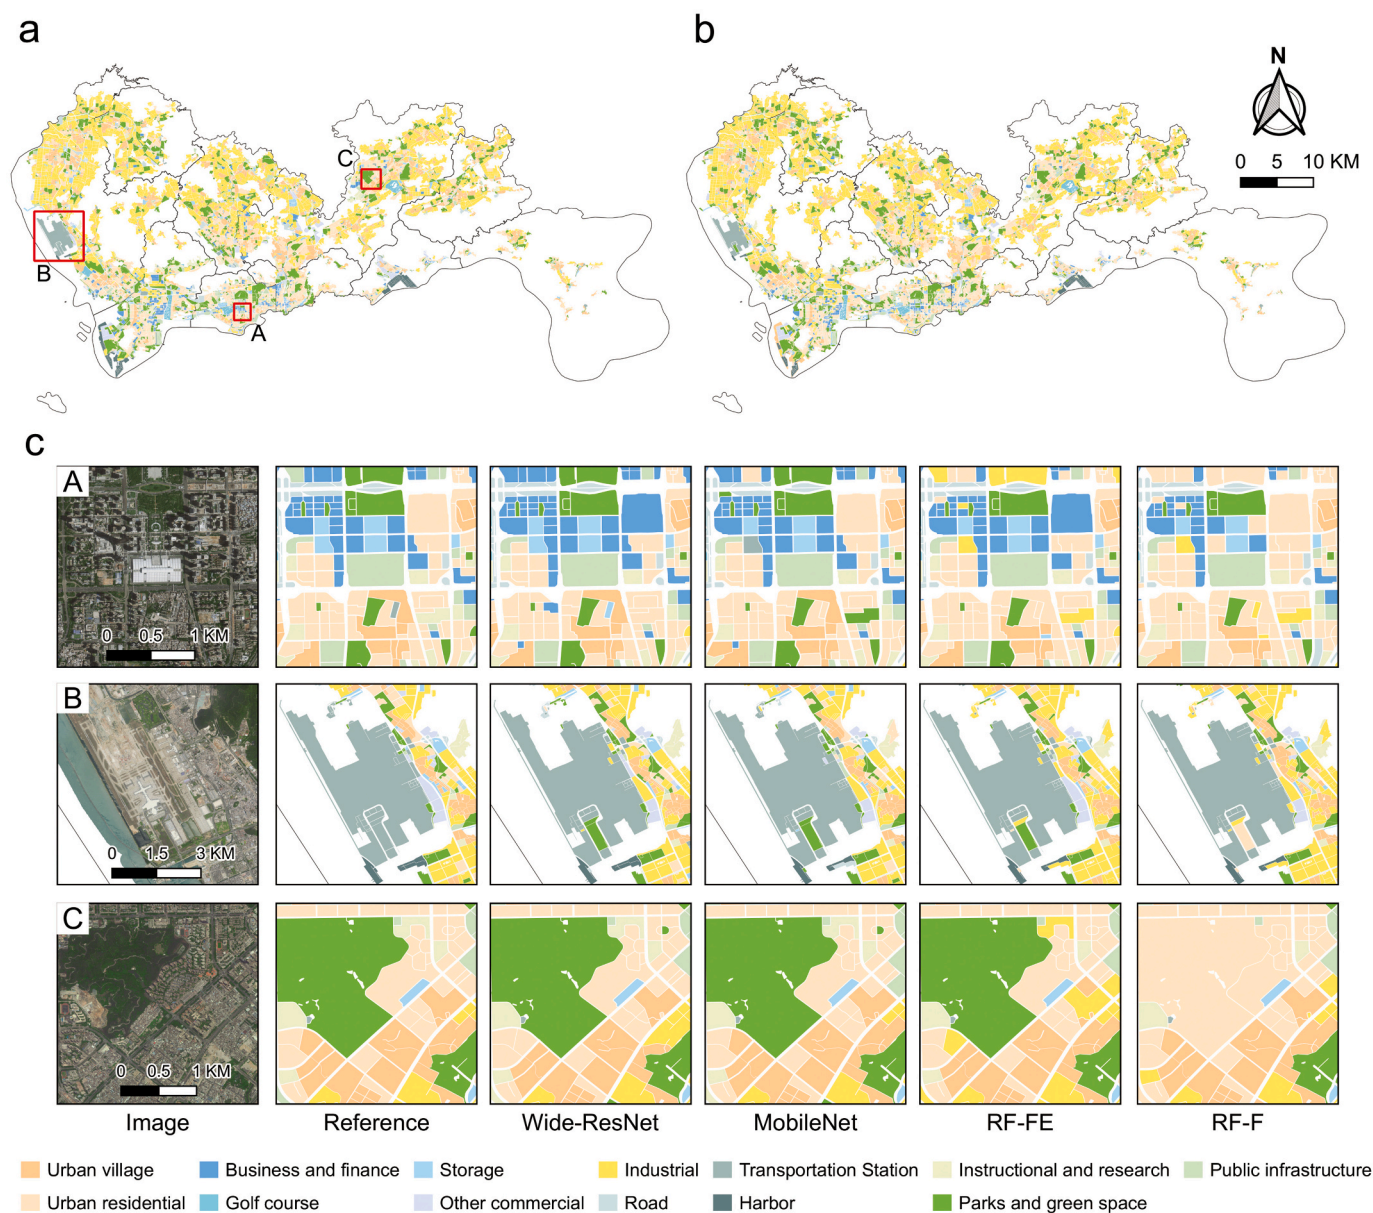 a
b
N
0 5 10 KM
C
B
A
c
A
0 0.5 1 KM
B
0 1.5 3 KM
C
0 0.5 1 KM
Image Reference Wide-ResNet MobileNet RF-FE RF-F
Urban village Business and finance Storage Industrial Transportation Station Instructional and research Public infrastructure
Urban residential Golf course Other commercial Road Harbor Parks and green space